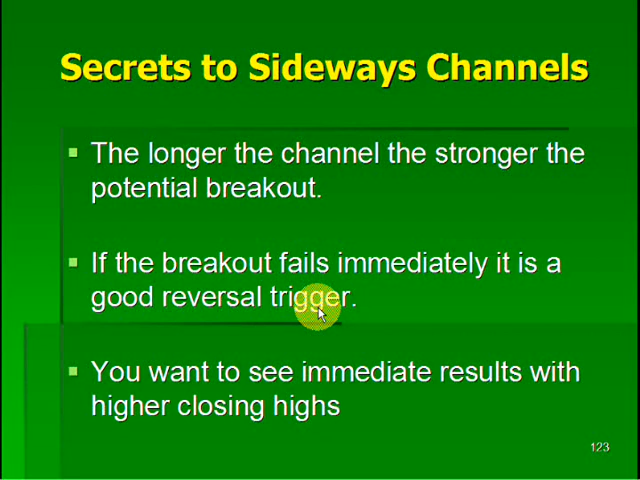 Secrets to Sideways Channels
The longer the channel the stronger the
potential breakout.
If the breakout fails immediately it is a
good reversal trigger.
You want to see immediate results with
higher closing highs
123